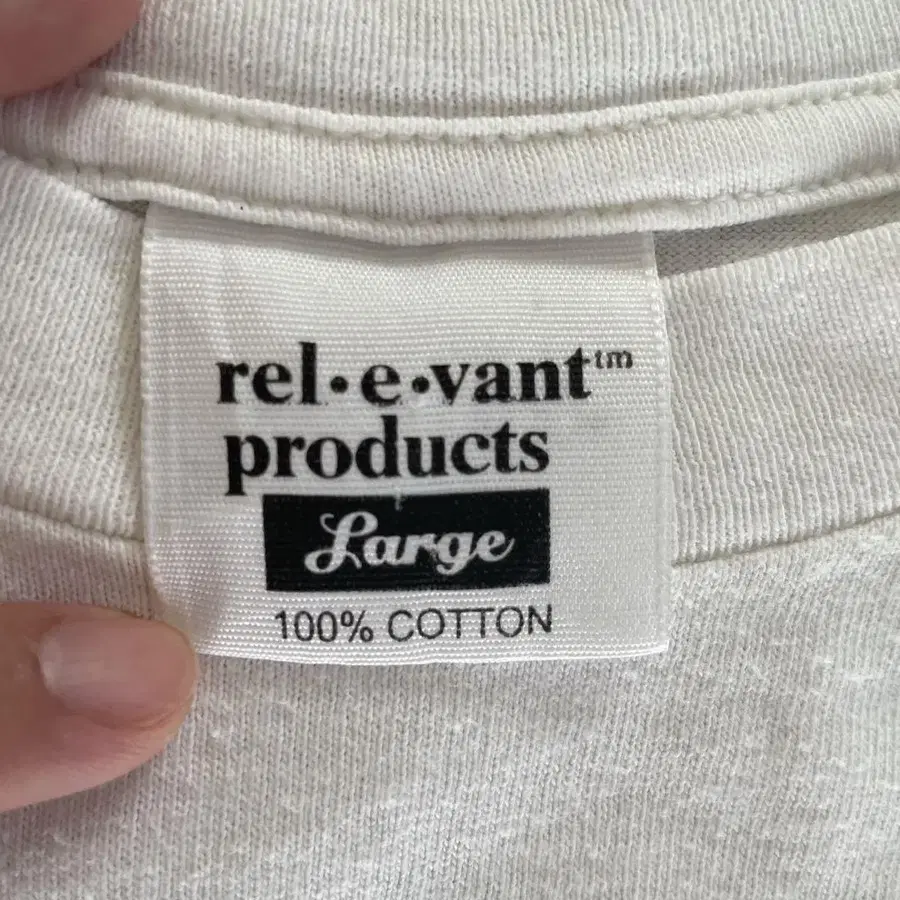 rel·e·vant™
products
Large
100% COTTON